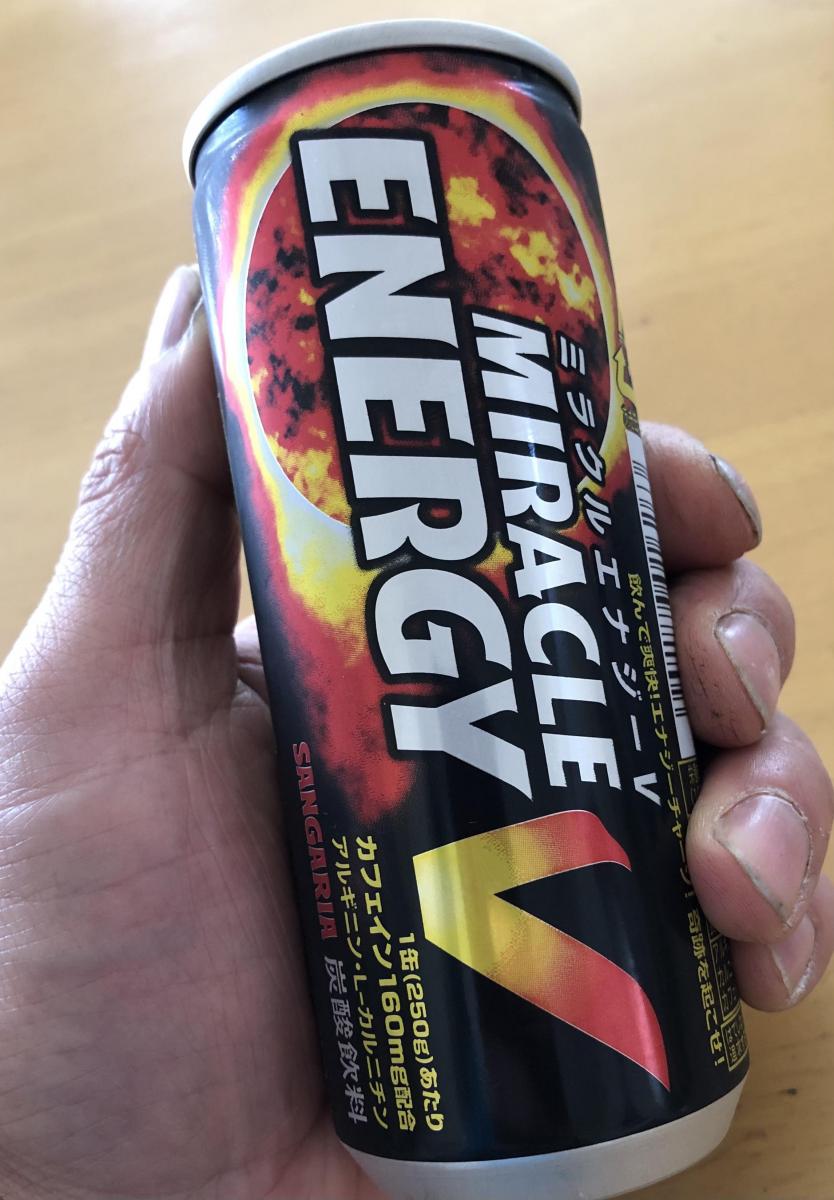 MIRACLE
ENERGY
V
ミラクルエナジーV
飲んで爽快!エナジーチャージ!奇跡を起こせ!
1缶(250g)あたり
カフェイン160mg配合
アルギニン・L-カルニチン
SANGARIA 炭酸飲料